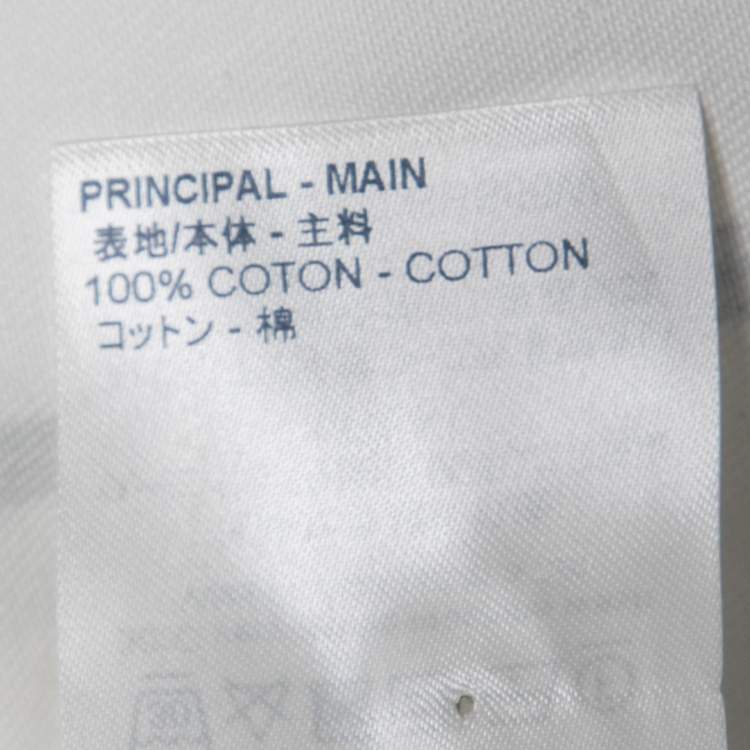 PRINCIPAL - MAIN
表地/本体 - 主料
100% COTON - COTTON
コットン - 棉